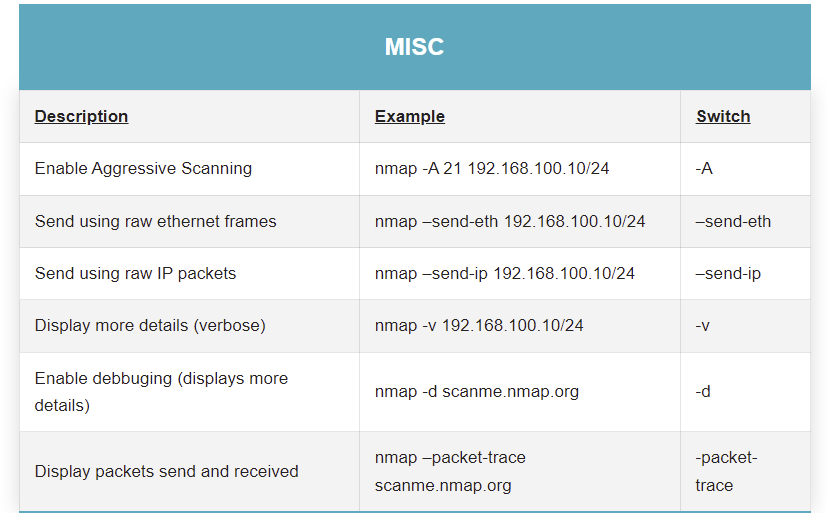 MISC
Description Example Switch
Enable Aggressive Scanning nmap -A 21 192.168.100.10/24 -A
Send using raw ethernet frames nmap –send-eth 192.168.100.10/24 –send-eth
Send using raw IP packets nmap –send-ip 192.168.100.10/24 –send-ip
Display more details (verbose) nmap -v 192.168.100.10/24 -v
Enable debbuging (displays more
details)
nmap -d scanme.nmap.org -d
Display packets send and received
nmap –packet-trace
scanme.nmap.org
-packet-
trace